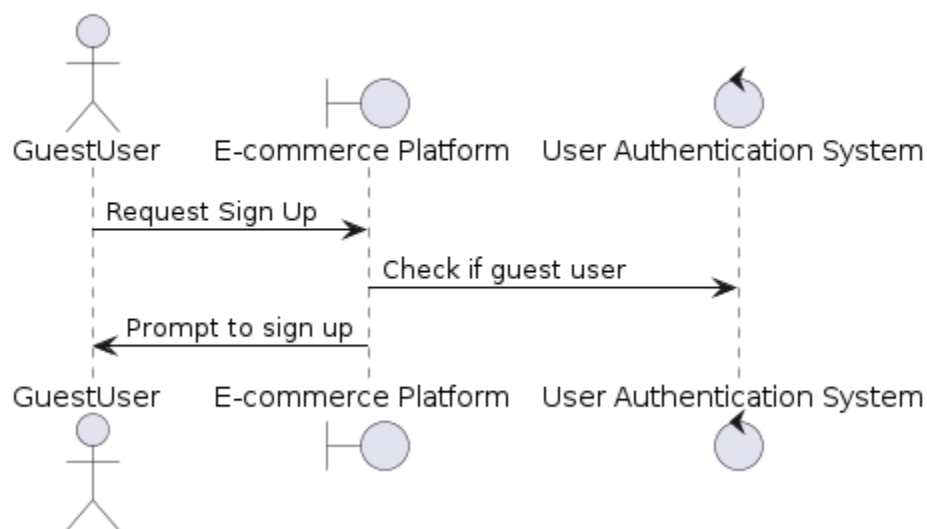 GuestUser
E-commerce Platform
User Authentication System
Request Sign Up
Check if guest user
Prompt to sign up
GuestUser
E-commerce Platform
User Authentication System